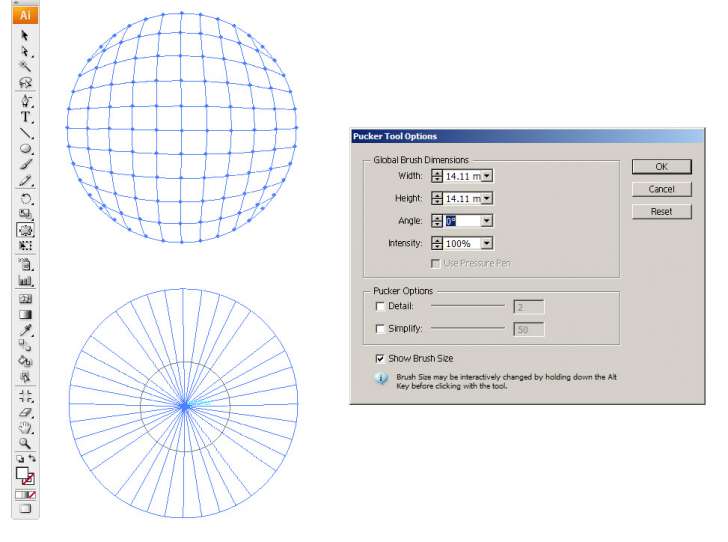 Ai
T
Pucker Tool Options
Global Brush Dimensions
Width: 14.11 m
Height: 14.11 m
Angle: 0°
Intensity: 100%
Use Pressure Pen
Pucker Options
Detail: 2
Simplify: 50
Show Brush Size
Brush Size may be interactively changed by holding down the Alt
Key before clicking with the tool.
OK
Cancel
Reset